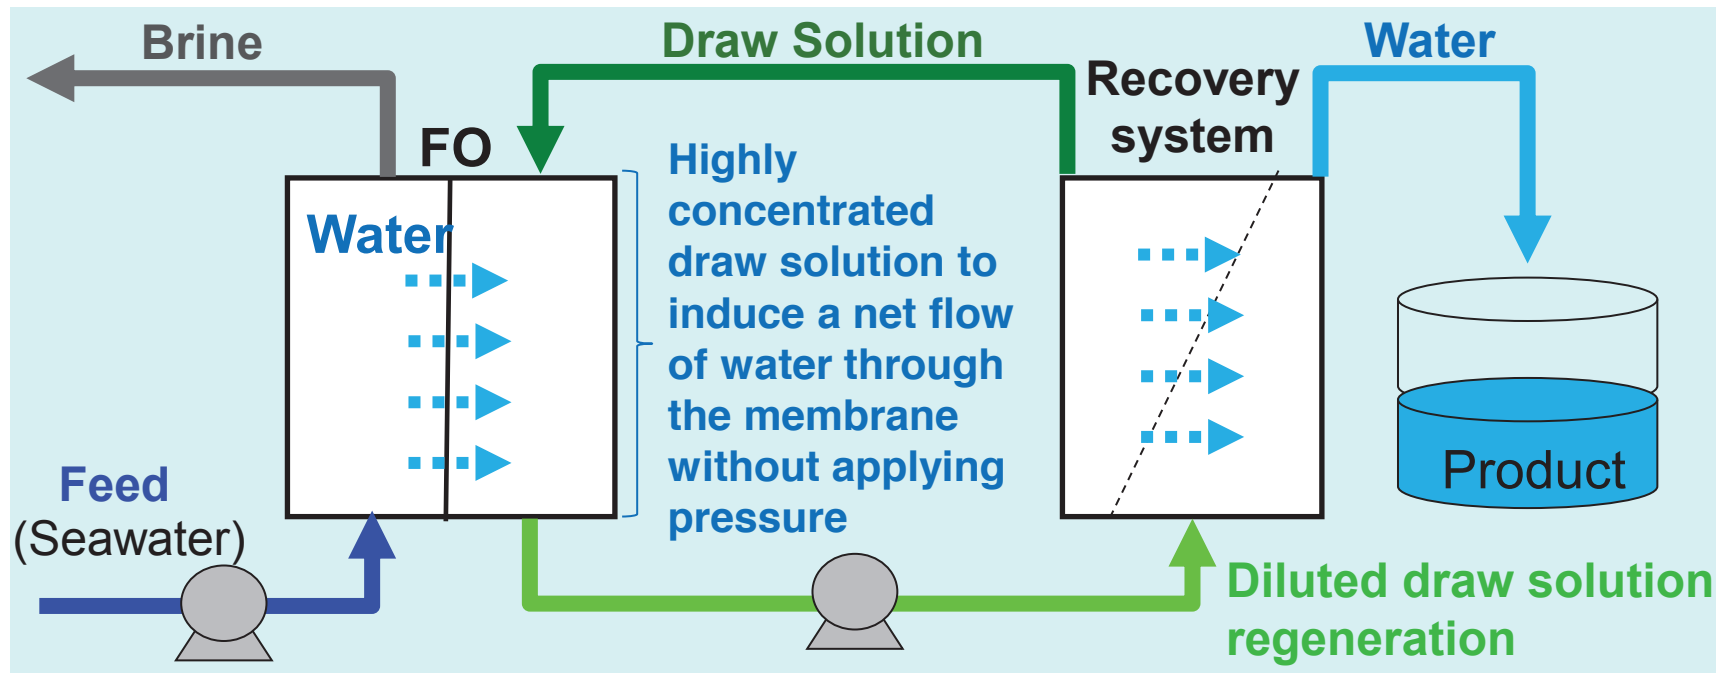 Brine
Draw Solution
Water
Recovery
system
FO
Water
Highly
concentrated
draw solution to
induce a net flow
of water through
the membrane
without applying
pressure
Feed
(Seawater)
Product
Diluted draw solution
regeneration